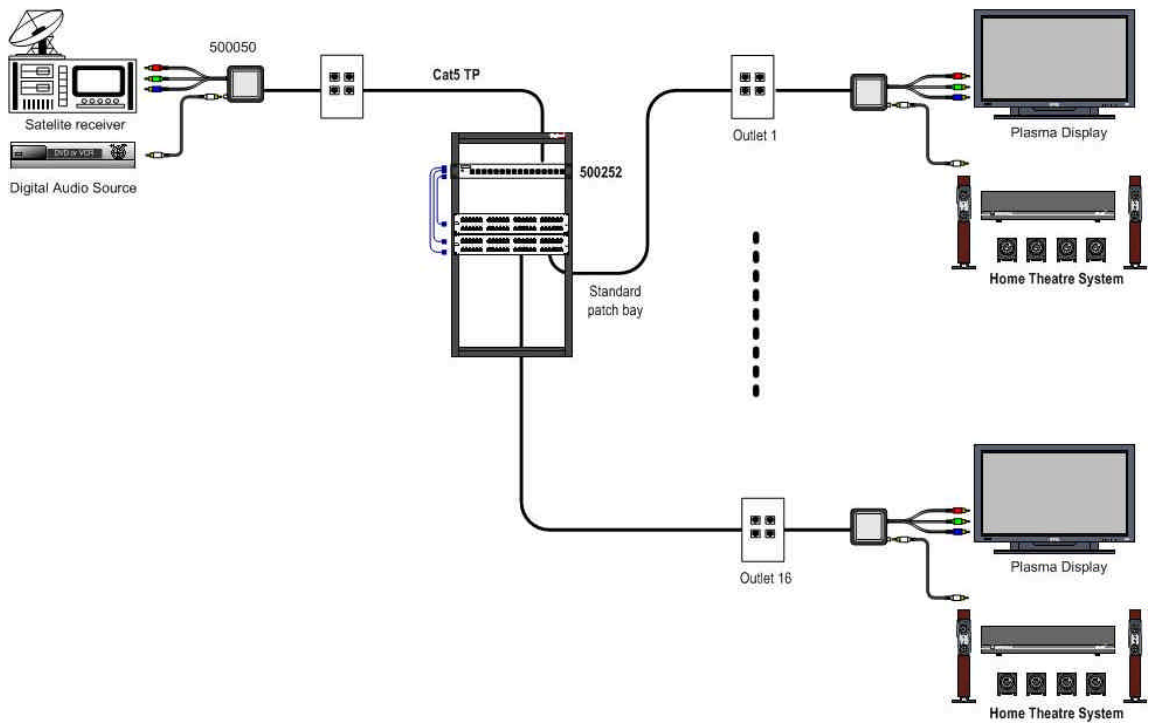 500050
Cat5 TP
Satelite receiver
DVD or VCR
Digital Audio Source
500252
Standard
patch bay
Outlet 1
Plasma Display
Home Theatre System
Outlet 16
Plasma Display
Home Theatre System